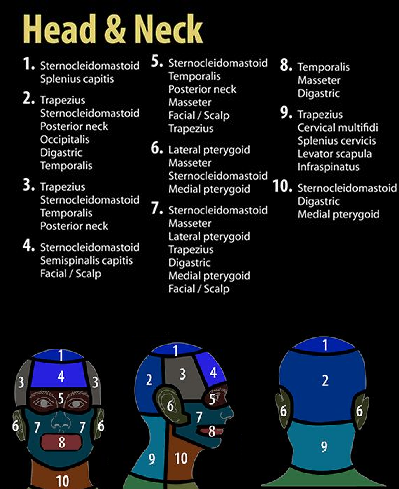 Head & Neck
1. Sternocleidomastoid
Splenius capitis
2. Trapezius
Sternocleidomastoid
Posterior neck
Occipitalis
Digastric
Temporalis
3. Trapezius
Sternocleidomastoid
Temporalis
Posterior neck
4. Sternocleidomastoid
Semispinalis capitis
Facial / Scalp
5. Sternocleidomastoid
Temporalis
Posterior neck
Masseter
Facial / Scalp
Trapezius
6. Lateral pterygoid
Masseter
Sternocleidomastoid
Medial pterygoid
7. Sternocleidomastoid
Masseter
Lateral pterygoid
Trapezius
Digastric
Medial pterygoid
Facial / Scalp
8. Temporalis
Masseter
Digastric
9. Trapezius
Cervical multifidi
Splenius cervicis
Levator scapula
Infraspinatus
10. Sternocleidomastoid
Digastric
Medial pterygoid
1
3 4 3
5
6 7 7 6
8
10
1
2 3 4
5
6 7
8
9 10
1
2
6 6
9